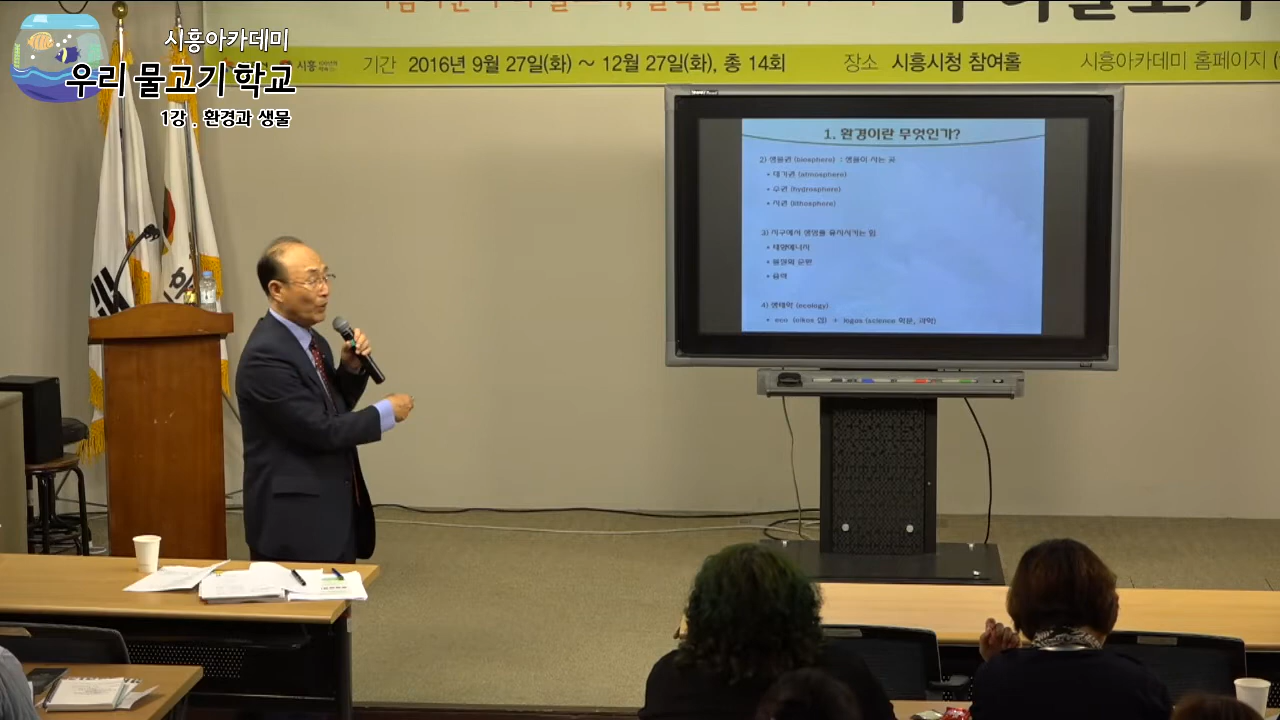 시흥아카데미
우리 물고기 학교
1강 . 환경과 생물
기간 2016년 9월 27일(화) ~ 12월 27일(화), 총 14회
장소 시흥시청 참여홀
시흥아카데미 홈페이지 (
시흥
1. 환경이란 무엇인가?
2) 생물권 (biosphere) : 생물이 사는 곳
• 대기권 (atmosphere)
• 수권 (hydrosphere)
• 지권 (lithosphere)
3) 지구에서 생명을 유지시키는 힘
• 태양에너지
• 물질의 순환
• 중력
4) 생태학 (ecology)
• eco (oikos 집) + logos (science 학문, 과학)